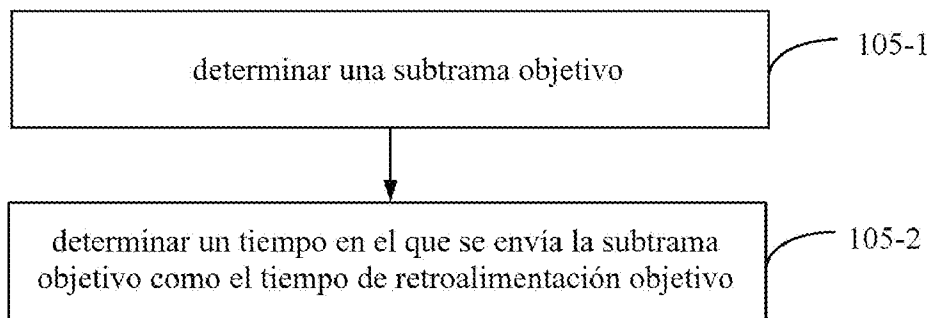 determinar una subtrama objetivo
105-1
determinar un tiempo en el que se envía la subtrama
objetivo como el tiempo de retroalimentación objetivo
105-2